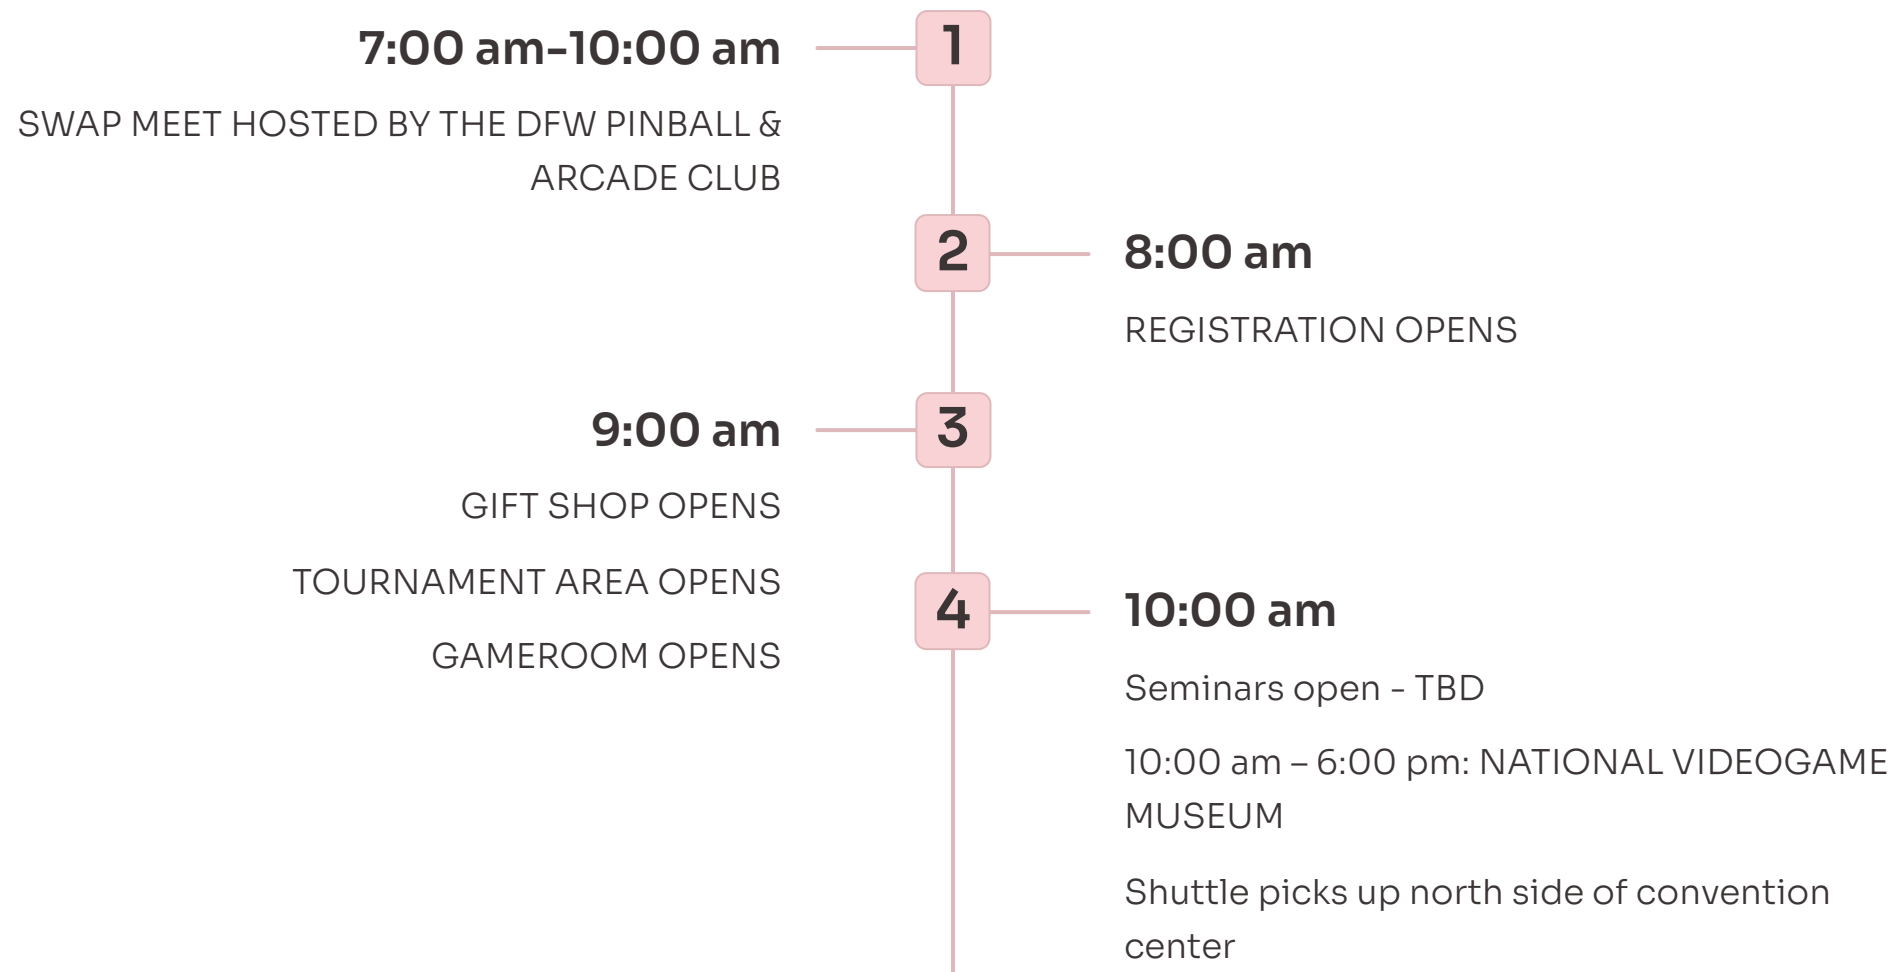 1
7:00 am–10:00 am
SWAP MEET HOSTED BY THE DFW PINBALL &
ARCADE CLUB
2
8:00 am
REGISTRATION OPENS
3
9:00 am
GIFT SHOP OPENS
TOURNAMENT AREA OPENS
GAMEROOM OPENS
4
10:00 am
Seminars open - TBD
10:00 am – 6:00 pm: NATIONAL VIDEOGAME
MUSEUM
Shuttle picks up north side of convention
center